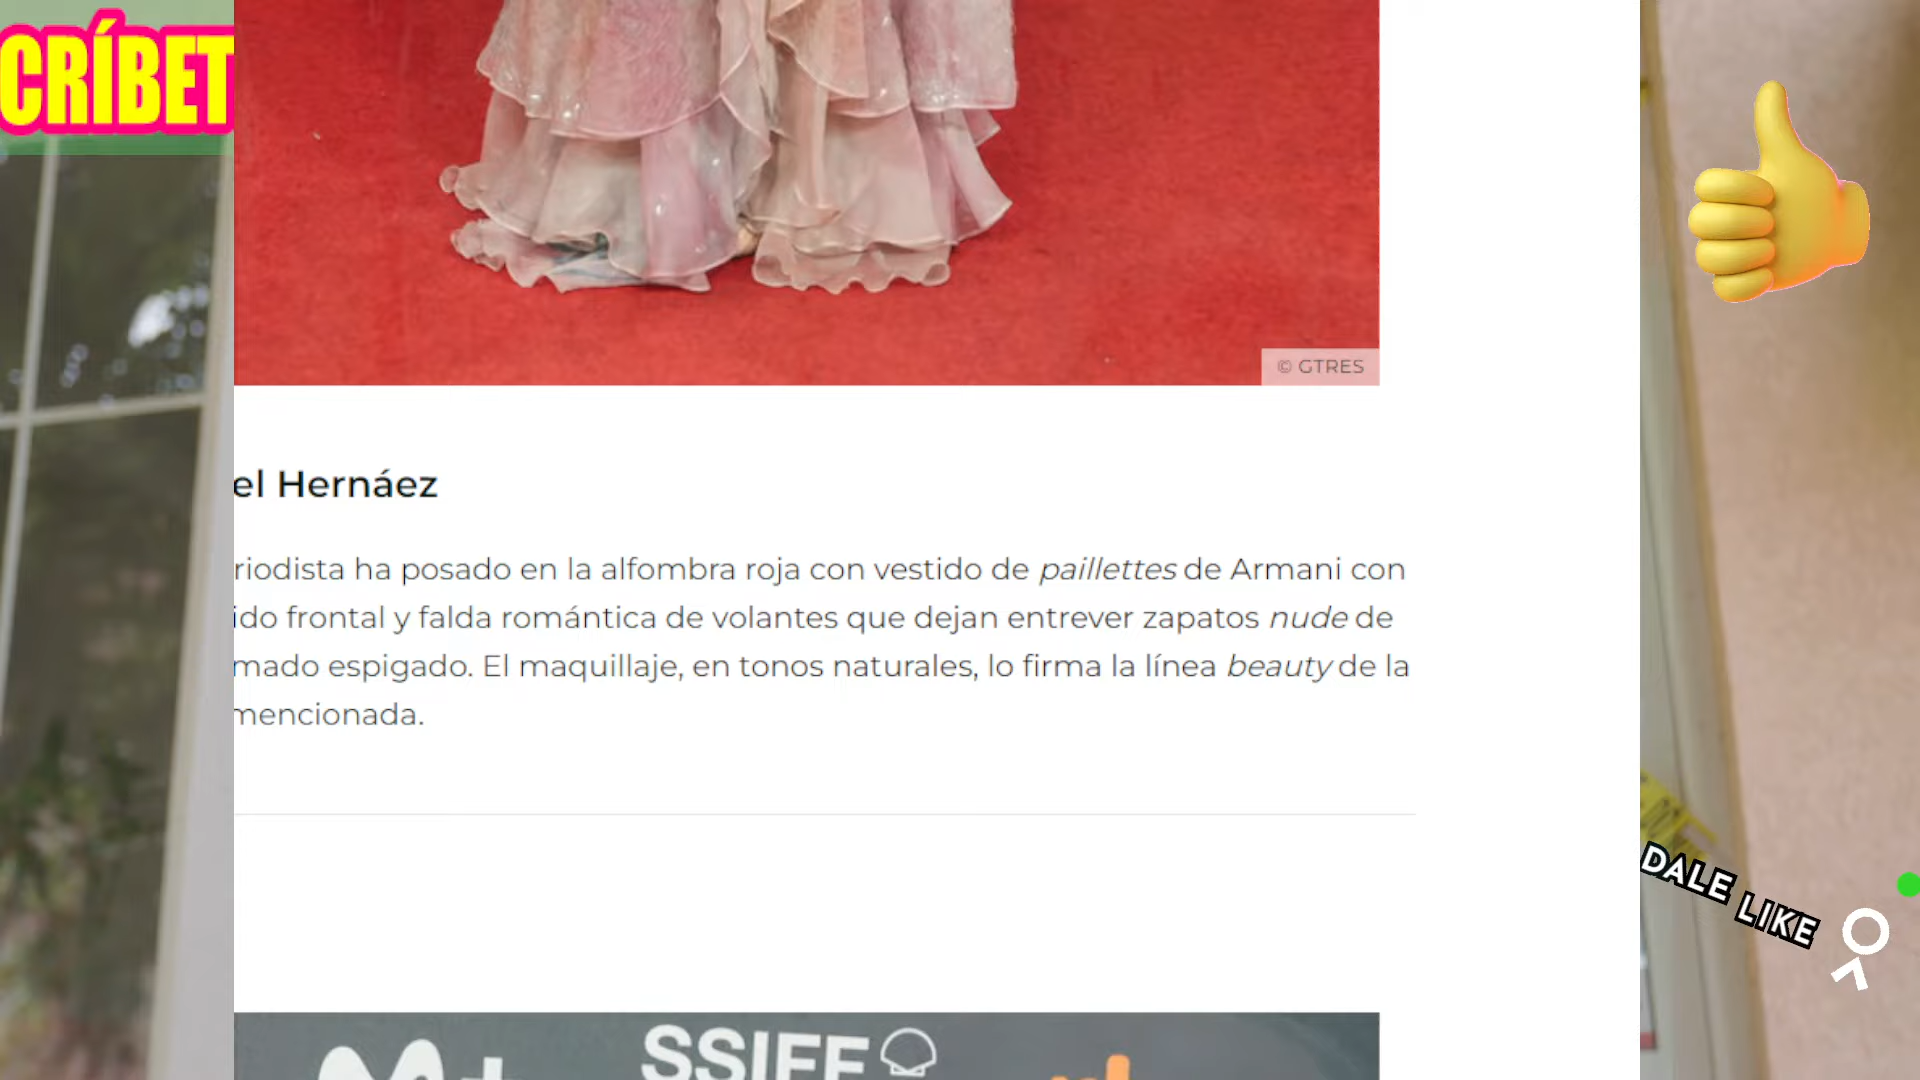 CRÍBET
© GTRES
el Hernáez
riodista ha posado en la alfombra roja con vestido de paillettes de Armani con
ido frontal y falda romántica de volantes que dejan entrever zapatos nude de
mado espigado. El maquillaje, en tonos naturales, lo firma la línea beauty de la
mencionada.
DALE LIKE
SSIFF
M+